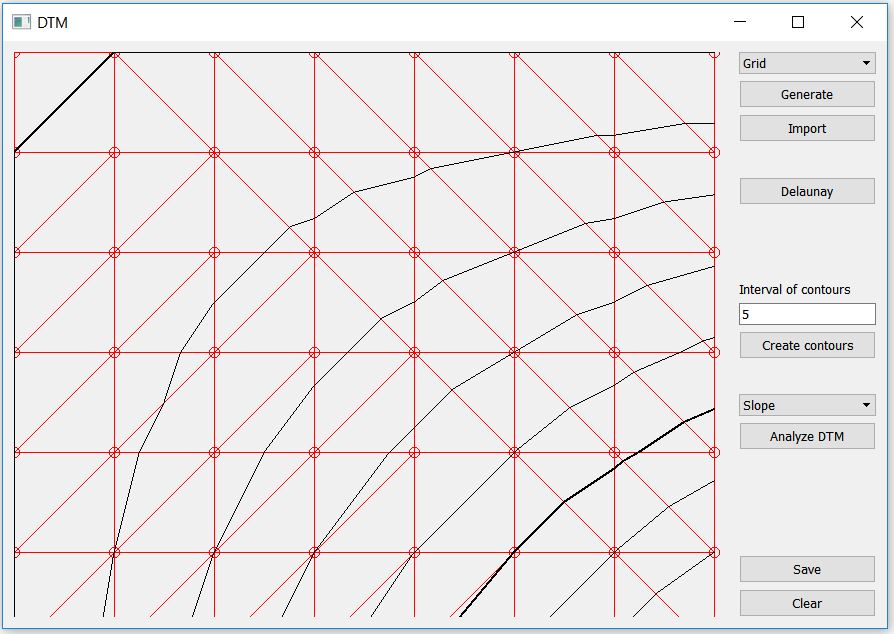 DTM
Grid
Generate
Import
Delaunay
Interval of contours
5
Create contours
Slope
Analyze DTM
Save
Clear